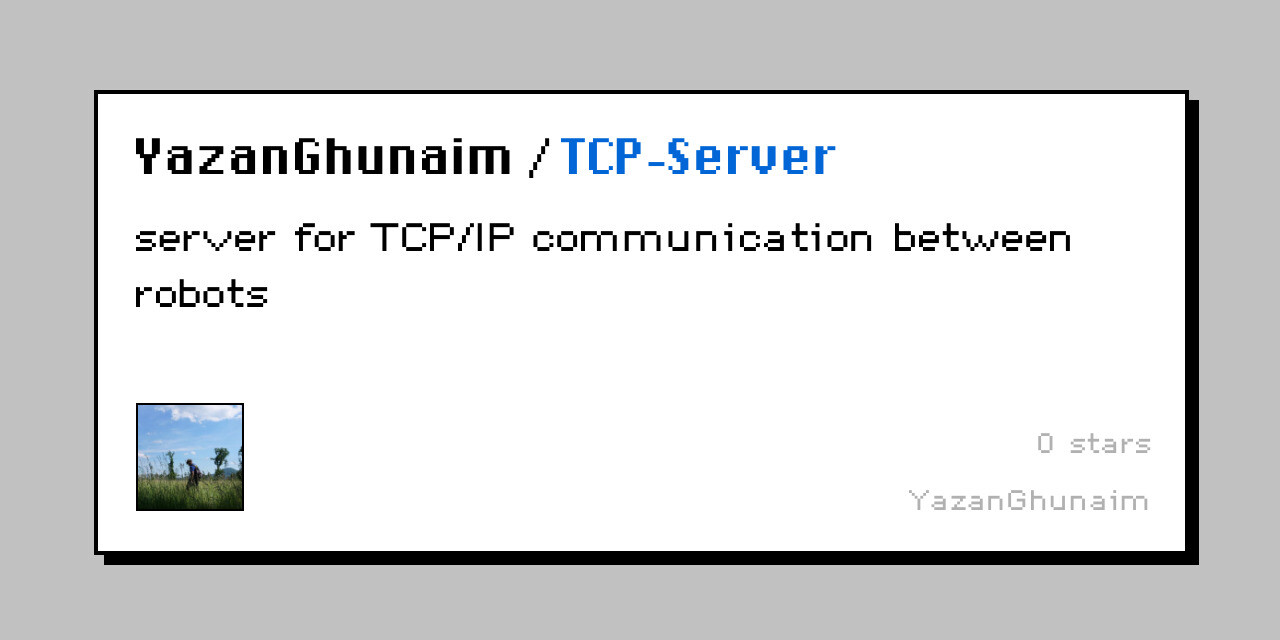 YazanGhunaim / TCP-Server
server for TCP/IP communication between
robots
0 stars
YazanGhunaim